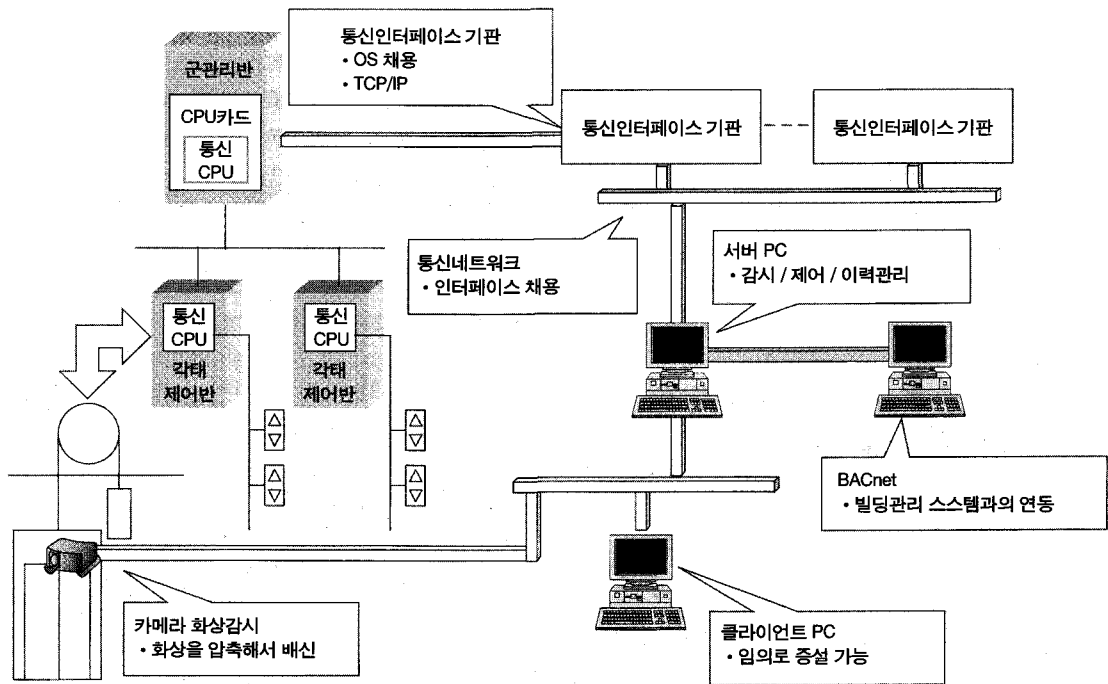 통신인터페이스 기판
• OS 채용
• TCP/IP
군관리반
CPU카드
통신
CPU
통신인터페이스 기판
통신인터페이스 기판
통신네트워크
• 인터페이스 채용
서버 PC
• 감시 / 제어 / 이력관리
통신
CPU
각태
제어반
통신
CPU
각태
제어반
BACnet
• 빌딩관리 스스템과의 연동
카메라 화상감시
• 화상을 압축해서 배신
클라이언트 PC
• 임의로 증설 가능